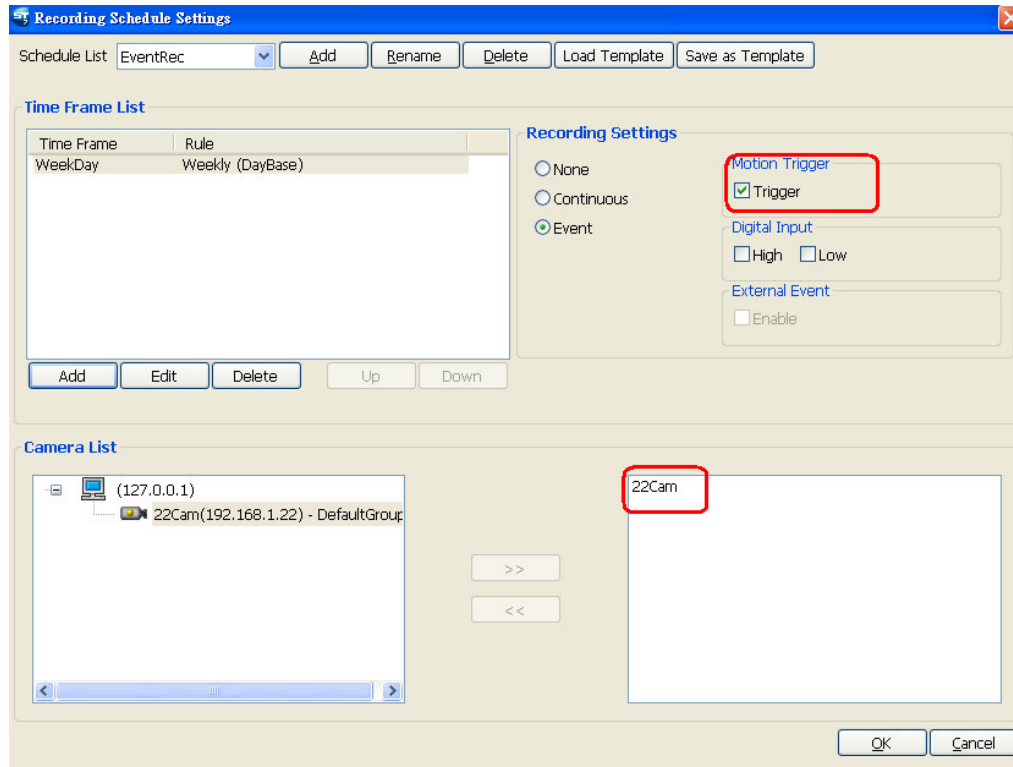 Recording Schedule Settings
Schedule List EventRec Add Rename Delete Load Template Save as Template
Time Frame List
Time Frame Rule
WeekDay Weekly (DayBase)
Recording Settings
None
Continuous
Event
Motion Trigger
Trigger
Digital Input
High Low
External Event
Enable
Add Edit Delete Up Down
Camera List
(127.0.0.1)
22Cam(192.168.1.22) - DefaultGroup
22Cam
>>
<<
OK Cancel